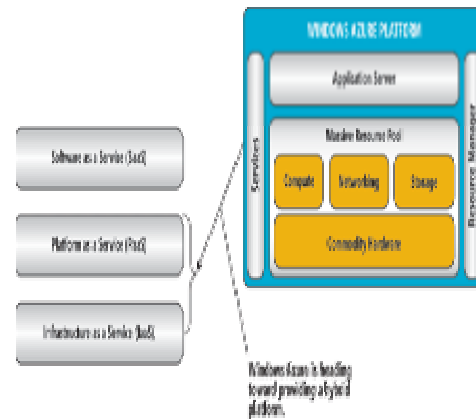 WINDOWS AZURE PLATFORM
Application Server
Services
Massive Resource Pool
Compute
Networking
Storage
Commodity Hardware
Resource Manager
Software as a Service (SaaS)
Platform as a Service (PaaS)
Infrastructure as a Service (IaaS)
Windows Azure is heading
toward providing a hybrid
platform.